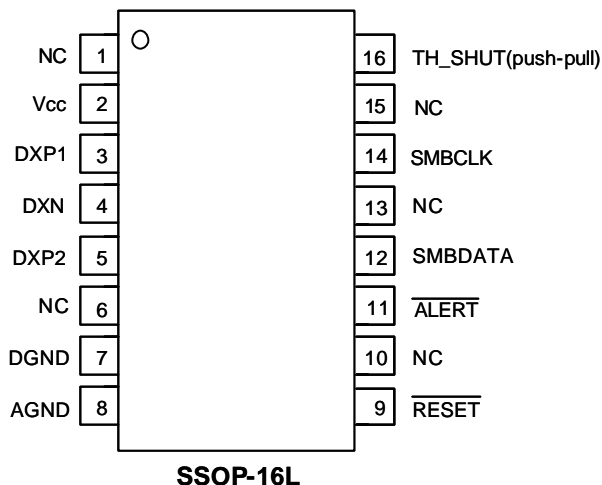 NC 1 16 TH_SHUT(push-pull)
Vcc 2 15 NC
DXP1 3 14 SMBCLK
DXN 4 13 NC
DXP2 5 12 SMBDATA
NC 6 11 ALERT
DGND 7 10 NC
AGND 8 9 RESET
SSOP-16L